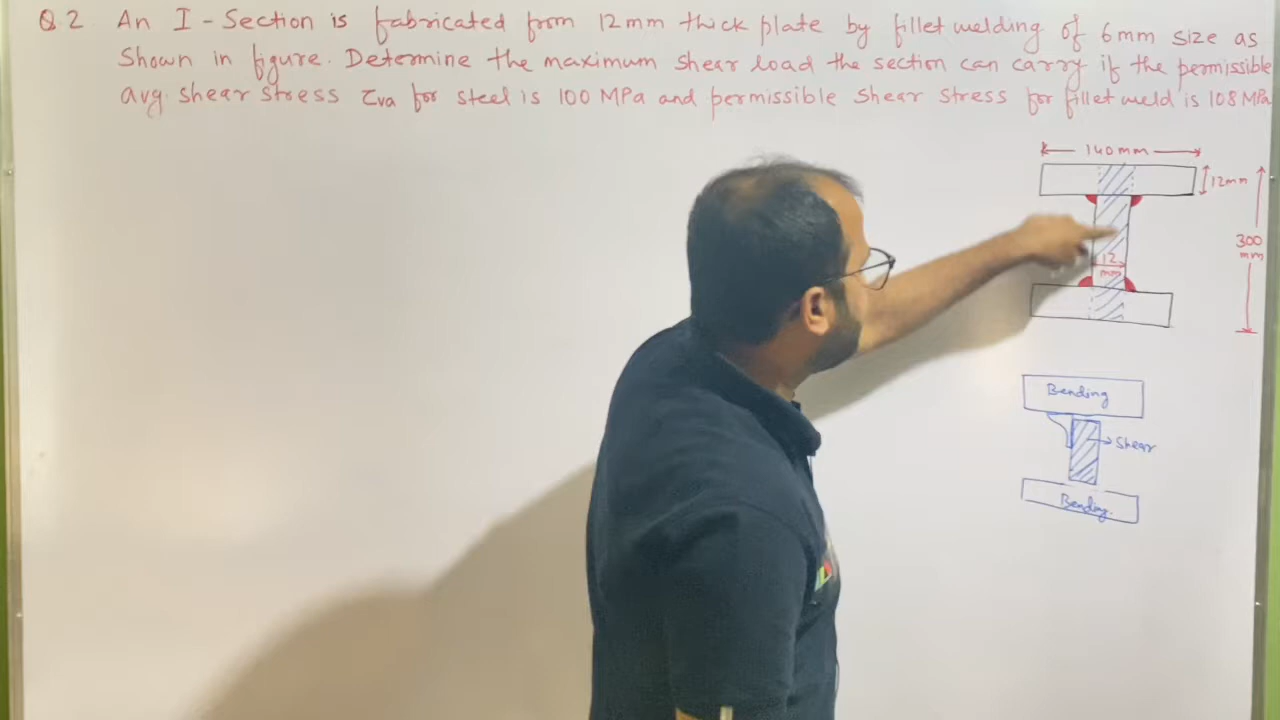 Q.2 An I-Section is fabricated from 12mm thick plate by fillet welding of 6mm size as
Shown in figure. Determine the maximum shear load the section can carry if the permissible
avg. shear stress τva for steel is 100 MPa and permissible shear stress for fillet weld is 108 MPa
140mm
12mm
300
mm
12
mm
Bending
Shear
Bending.